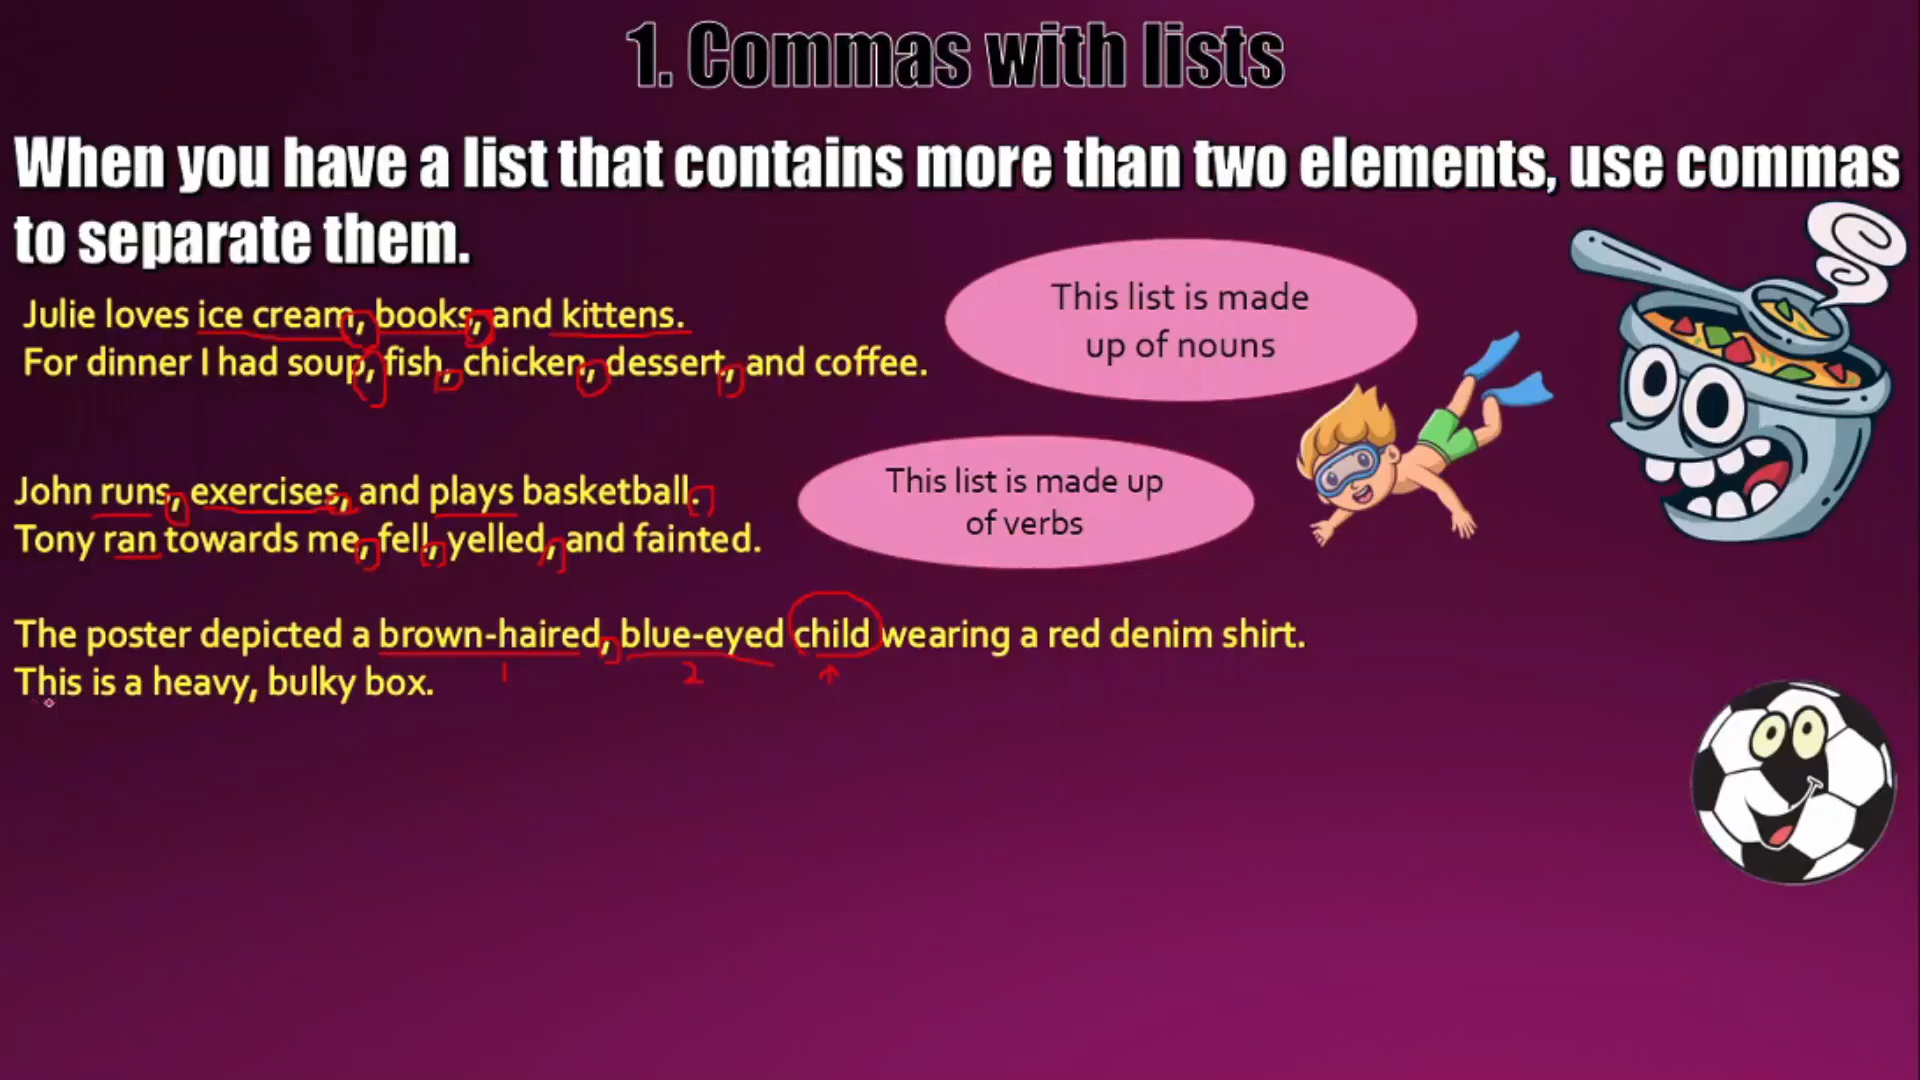 1. Commas with lists
When you have a list that contains more than two elements, use commas
to separate them.
Julie loves ice cream, books, and kittens.
For dinner I had soup, fish, chicken, dessert, and coffee.
This list is made
up of nouns
John runs, exercises, and plays basketball.
Tony ran towards me, fell, yelled, and fainted.
This list is made up
of verbs
The poster depicted a brown-haired, blue-eyed child wearing a red denim shirt.
1 2
This is a heavy, bulky box.